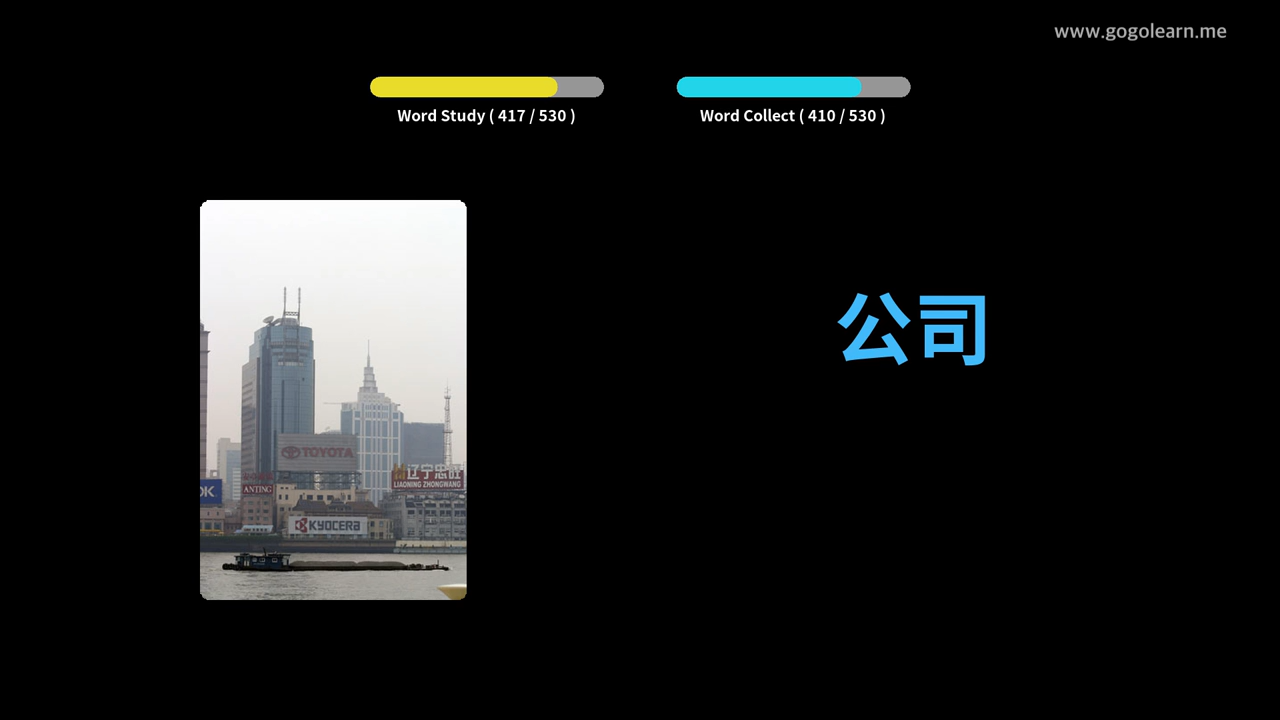 www.gogolearn.me
Word Study ( 417 / 530 )
Word Collect ( 410 / 530 )
公司
TOYOTA
辽宁忠旺
LIAONING ZHONGWANG
OK
ANTING
KYOCERA